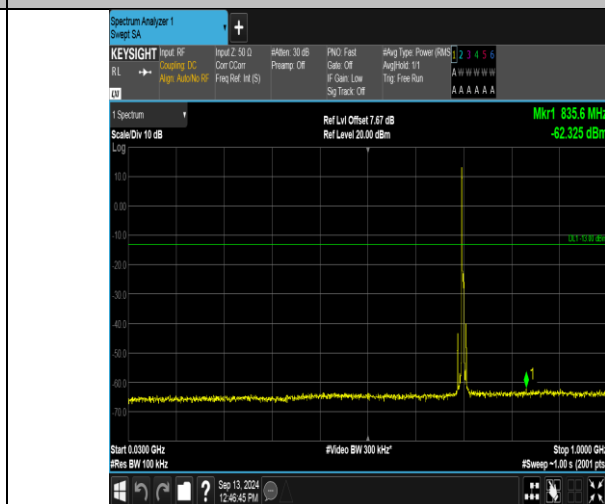 Spectrum Analyzer 1
Swept SA
+
KEYSIGHT Input: RF Input Z: 50 Ω #Atten: 30 dB PNO: Fast #Avg Type: Power (RMS 1 2 3 4 5 6
RL Coupling: DC Corr CCorr Preamp: Off Gate: Off Avg|Hold: 1/1 A W W W W W
Align: Auto/No RF Freq Ref: Int (S) IF Gain: Low Trig: Free Run
Sig Track: Off A A A A A A
LXI
1 Spectrum Ref Lvl Offset 7.67 dB Mkr1 835.6 MHz
Scale/Div 10 dB Ref Level 20.00 dBm -62.325 dBm
Log
10.0
0.00
-10.0 DL1 -13.00 dBm
-20.0
-30.0
-40.0
-50.0
1
-60.0
-70.0
Start 0.0300 GHz #Video BW 300 kHz* Stop 1.0000 GHz
#Res BW 100 kHz #Sweep ~1.00 s (2001 pts
? Sep 13, 2024
12:46:45 PM